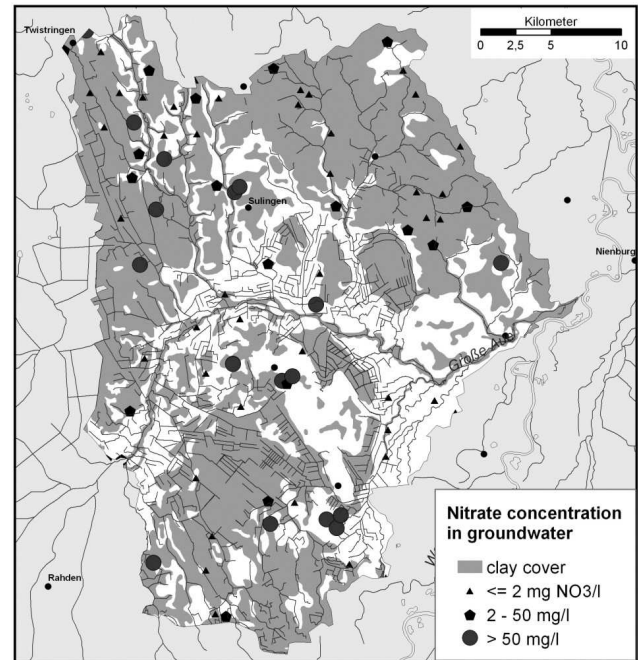 Twistringen
Kilometer
0 2,5 5 10
Sulingen
Nienburg
Große Aue
Rahden
Nitrate concentration
in groundwater
clay cover
<= 2 mg NO3/l
2 - 50 mg/l
> 50 mg/l